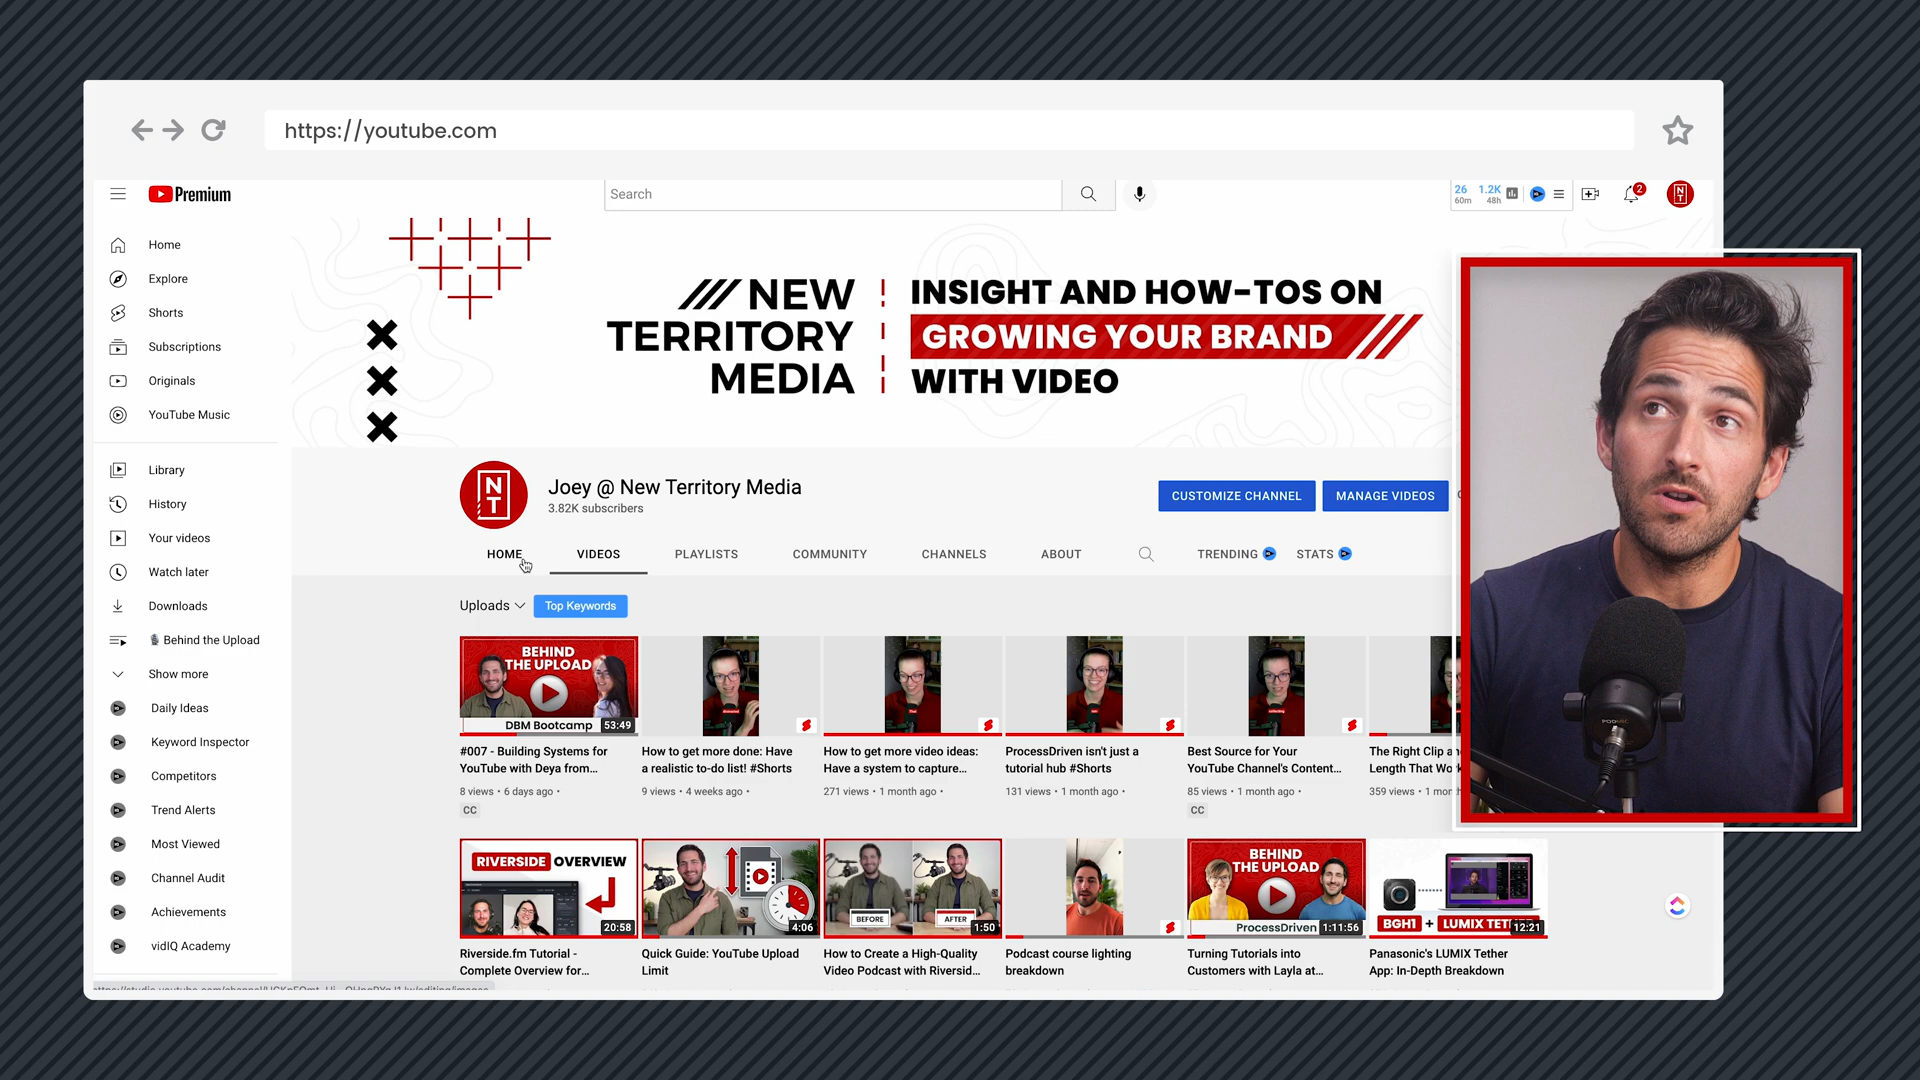 https://youtube.com
Premium
Search
26
60m
1.2K
48h
2
Home
Explore
Shorts
Subscriptions
Originals
YouTube Music
Library
History
Your videos
Watch later
Downloads
Behind the Upload
Show more
Daily Ideas
Keyword Inspector
Competitors
Trend Alerts
Most Viewed
Channel Audit
Achievements
vidIQ Academy
NEW
TERRITORY
MEDIA
INSIGHT AND HOW-TOS ON
GROWING YOUR BRAND
WITH VIDEO
NT
Joey @ New Territory Media
3.82K subscribers
CUSTOMIZE CHANNEL
MANAGE VIDEOS
HOME
VIDEOS
PLAYLISTS
COMMUNITY
CHANNELS
ABOUT
TRENDING
STATS
Uploads
Top Keywords
BEHIND
THE UPLOAD
DBM Bootcamp
53:49
#007 - Building Systems for
YouTube with Deya from...
8 views • 6 days ago •
CC
How to get more done: Have
a realistic to-do list! #Shorts
9 views • 4 weeks ago •
How to get more video ideas:
Have a system to capture...
271 views • 1 month ago •
ProcessDriven isn't just a
tutorial hub #Shorts
131 views • 1 month ago •
Best Source for Your
YouTube Channel's Content...
85 views • 1 month ago •
CC
The Right Clip
Length That
359 views • 1
RIVERSIDE OVERVIEW
20:58
Riverside.fm Tutorial -
Complete Overview for...
4:06
Quick Guide: YouTube Upload
Limit
BEFORE
AFTER
1:50
How to Create a High-Quality
Video Podcast with Riversid...
Podcast course lighting
breakdown
BEHIND
THE UPLOAD
ProcessDriven
1:11:56
Turning Tutorials into
Customers with Layla at...
BGH1 + LUMIX
12:21
Panasonic's LUMIX Tether
App: In-Depth Breakdown
PODMIC